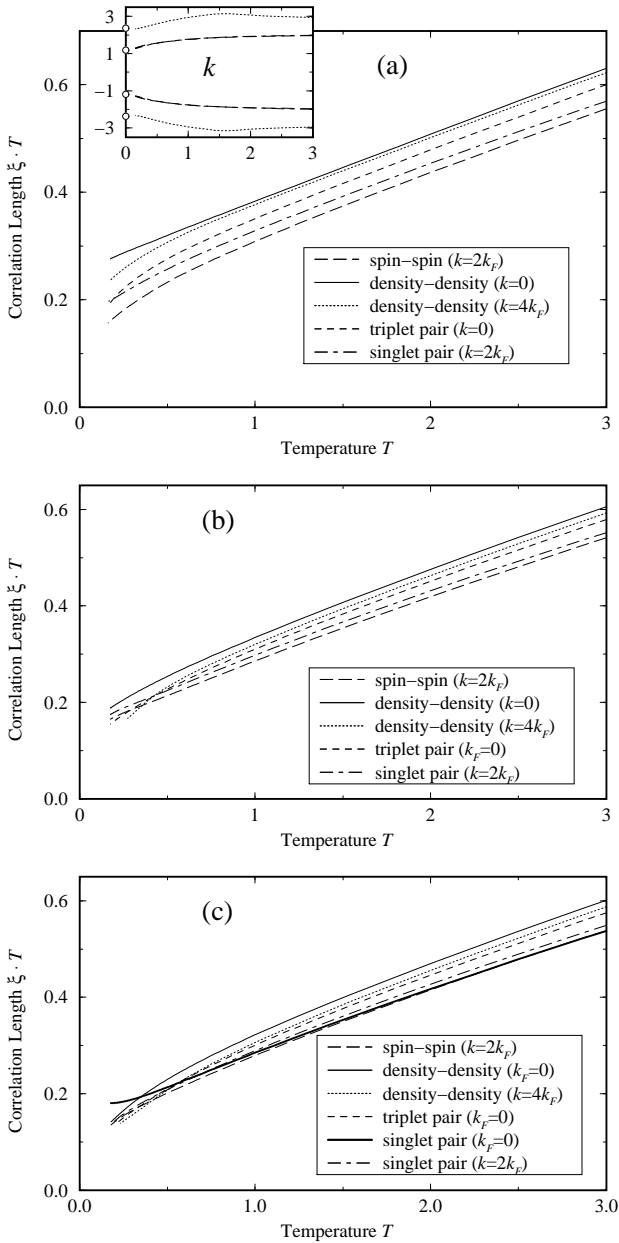 3
1
−1
−3
k
0 1 2 3
(a)
0.6
0.4
0.2
0.0
Correlation Length ξ · T
spin−spin (k=2k_F)
density−density (k=0)
density−density (k=4k_F)
triplet pair (k=0)
singlet pair (k=2k_F)
0 1 2 3
Temperature T
(b)
0.6
0.4
0.2
0.0
Correlation Length ξ · T
spin−spin (k=2k_F)
density−density (k=0)
density−density (k=4k_F)
triplet pair (k_F=0)
singlet pair (k=2k_F)
0 1 2 3
Temperature T
(c)
0.6
0.4
0.2
0.0
Correlation Length ξ · T
spin−spin (k=2k_F)
density−density (k_F=0)
density−density (k=4k_F)
triplet pair (k_F=0)
singlet pair (k_F=0)
singlet pair (k=2k_F)
0.0 1.0 2.0 3.0
Temperature T